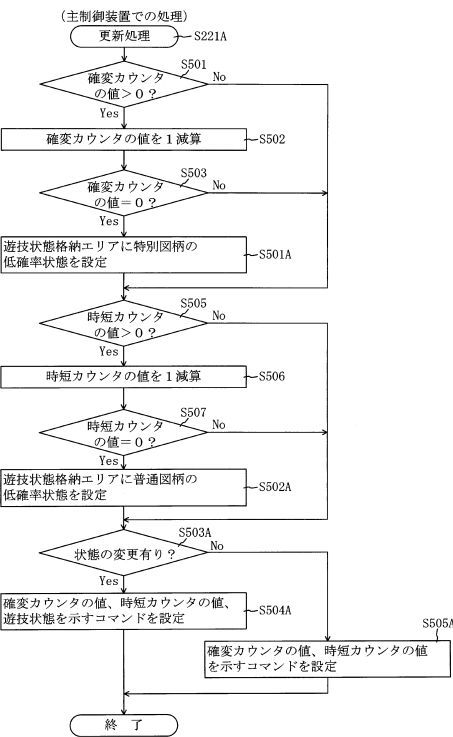 (主制御装置での処理)
更新処理
S221A
S501
確変カウンタ
の値>0?
No
Yes
確変カウンタの値を1減算
S502
S503
確変カウンタ
の値=0?
No
Yes
遊技状態格納エリアに特別図柄の
低確率状態を設定
S501A
S505
時短カウンタ
の値>0?
No
Yes
時短カウンタの値を1減算
S506
S507
時短カウンタ
の値=0?
No
Yes
遊技状態格納エリアに普通図柄の
低確率状態を設定
S502A
S503A
状態の変更有り?
No
Yes
確変カウンタの値、時短カウンタの値、
遊技状態を示すコマンドを設定
S504A
S505A
確変カウンタの値、時短カウンタの値
を示すコマンドを設定
終 了